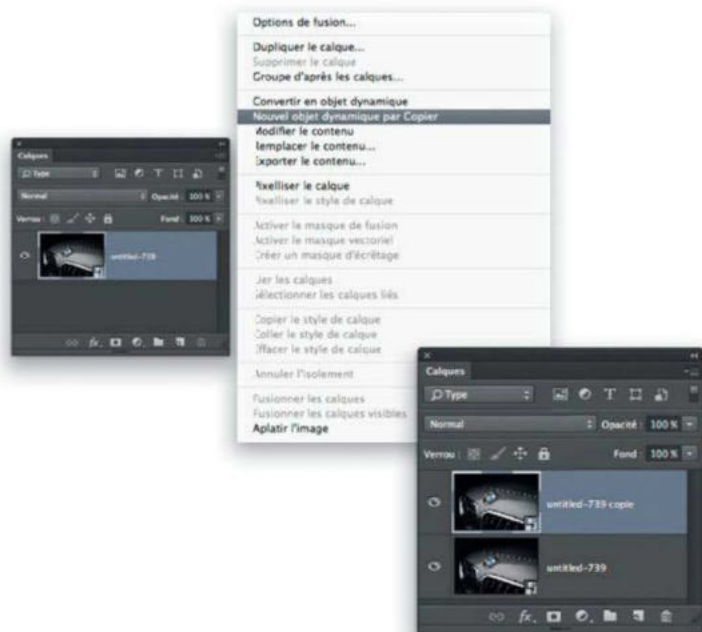 Options de fusion...
Dupliquer le calque...
Supprimer le calque
Groupe d'après les calques...
Convertir en objet dynamique
Nouvel objet dynamique par Copier
Modifier le contenu
Remplacer le contenu...
Exporter le contenu...
Pixelliser le calque
Pixelliser le style de calque
Activer le masque de fusion
Activer le masque vectoriel
Créer un masque d'écrêtage
Lier les calques
Sélectionner les calques liés
Copier le style de calque
Coller le style de calque
Effacer le style de calque
Annuler l'isolement
Fusionner les calques
Fusionner les calques visibles
Aplatir l'image
Calques
Type
Normal Opacité : 100 %
Verrou : Fond : 100 %
untitled-739
fx.
Calques
Type
Normal Opacité : 100 %
Verrou : Fond : 100 %
untitled-739 copie
untitled-739
fx.